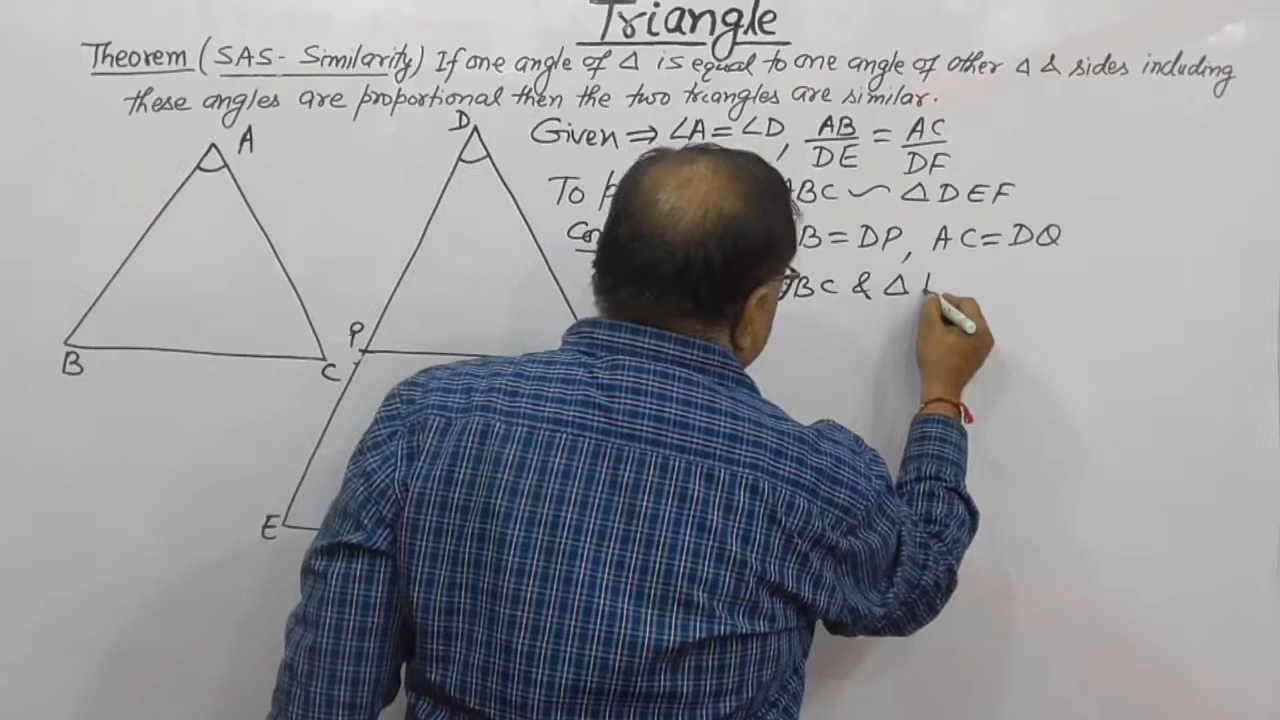 Triangle
Theorem (SAS - Similarity) If one angle of Δ is equal to one angle of other Δ & sides including
these angles are proportional then the two triangles are similar.
A
D
Given ⇒ ∠A = ∠D, AB/DE = AC/DF
To BC ∼ ΔDEF
B = DP, AC = DQ
BC & Δ
P
B
C
E